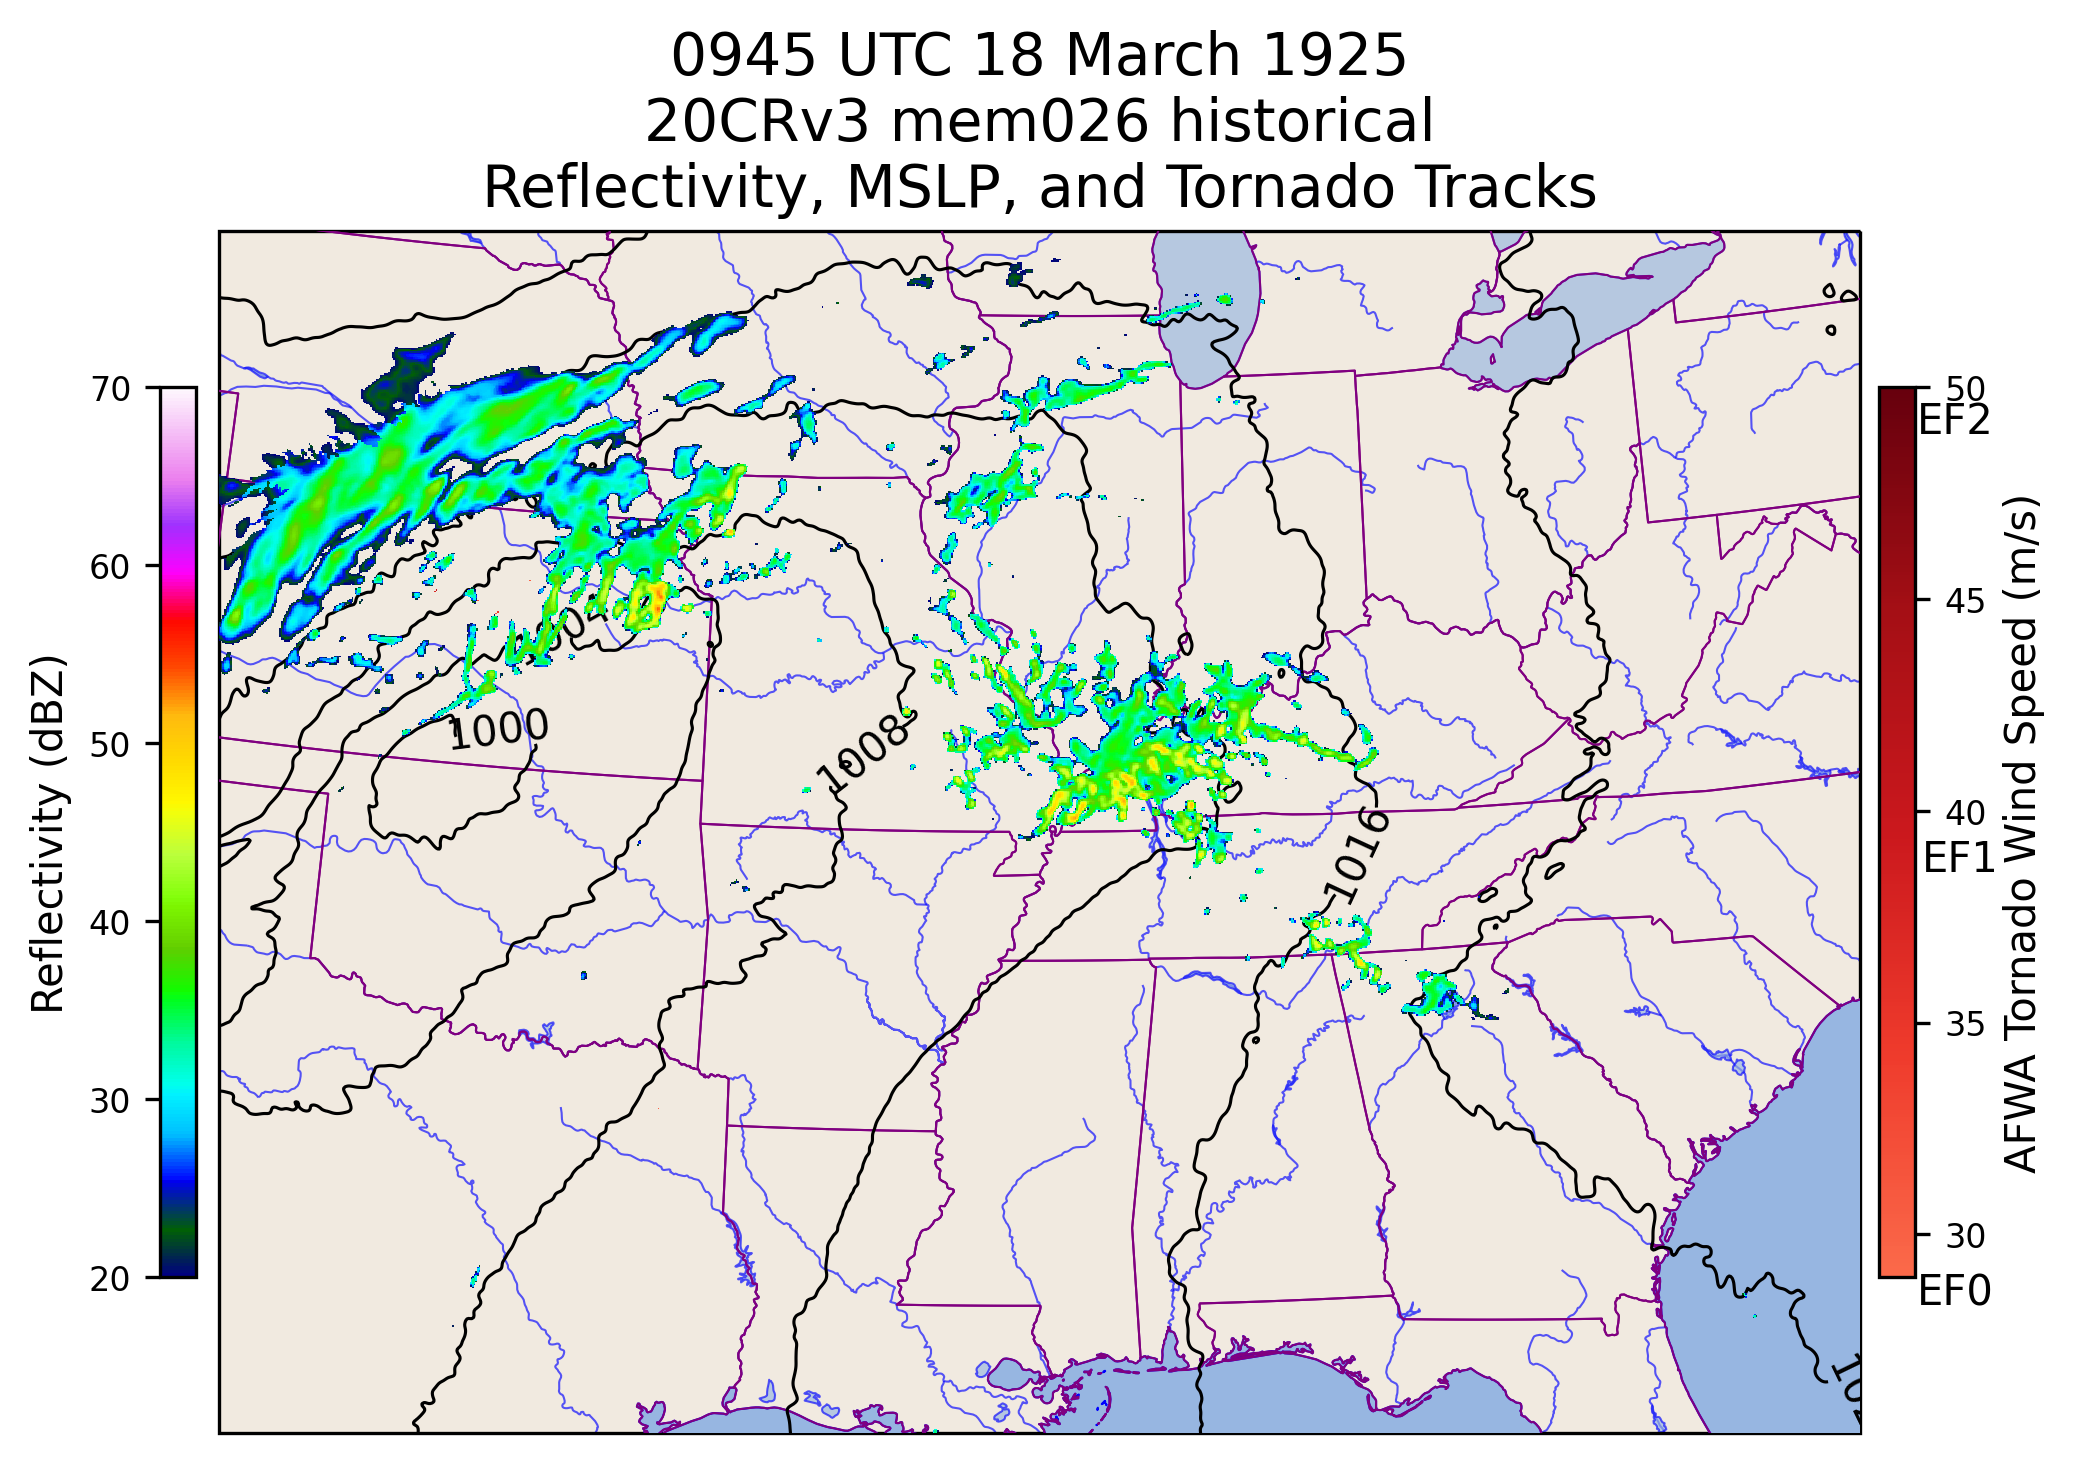 0945 UTC 18 March 1925
20CRv3 mem026 historical
Reflectivity, MSLP, and Tornado Tracks
70
60
50
40
30
20
Reflectivity (dBZ)
1000
1008
1016
50
EF2
45
40
EF1
35
30
EF0
AFWA Tornado Wind Speed (m/s)